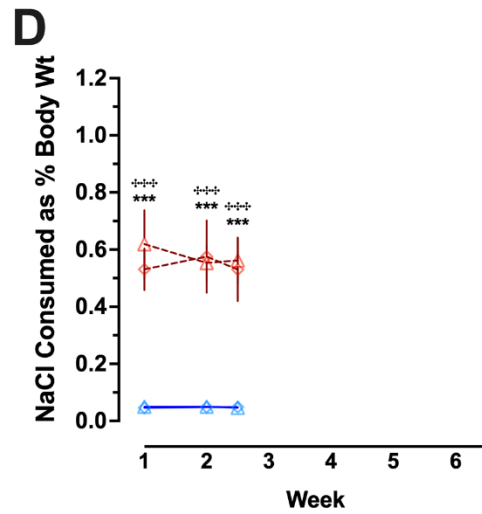 D
NaCl Consumed as % Body Wt
1.2
1.0
0.8
0.6
0.4
0.2
0.0
✢✢✢ ✢✢✢ ✢✢✢
*** *** ***
1 2 3 4 5 6
Week